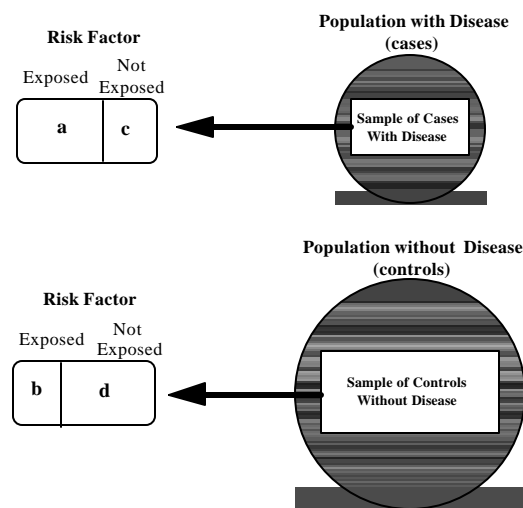 Risk Factor
Exposed
Not
Exposed
a
c
Population with Disease
(cases)
Sample of Cases
With Disease
Risk Factor
Exposed
Not
Exposed
b
d
Population without Disease
(controls)
Sample of Controls
Without Disease